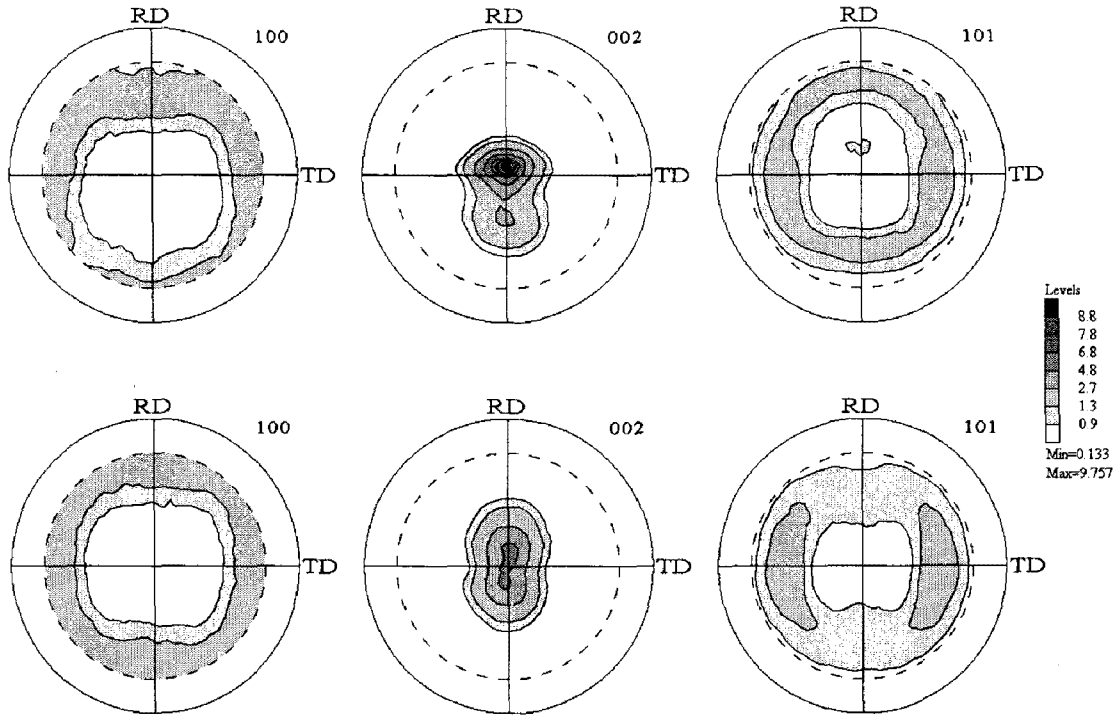 RD
100
TD
RD
002
TD
RD
101
TD
Levels
8.8
7.8
6.8
4.8
2.7
1.3
0.9
Min=0.133
Max=9.757
RD
100
TD
RD
002
TD
RD
101
TD